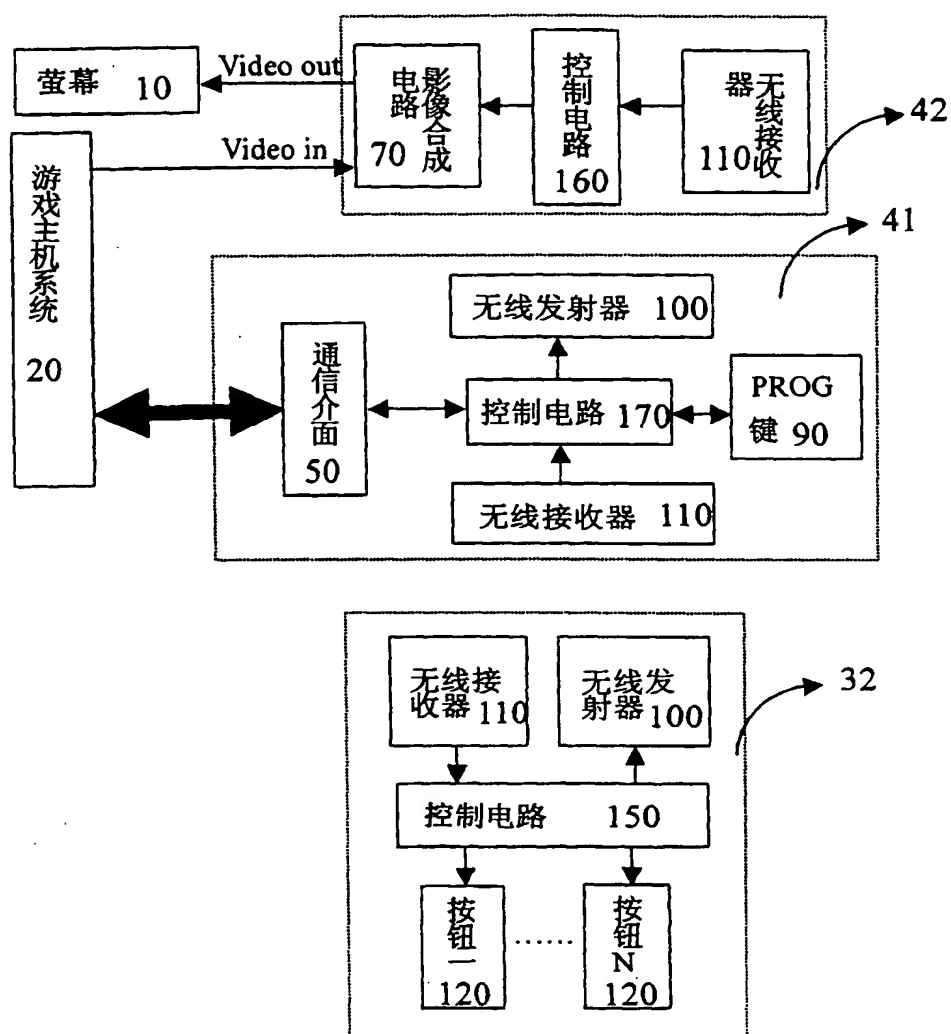 萤幕 10
Video out
Video in
影像合成
电路
70
控制电路
160
无线接收
器
110
42
游戏主机系统
20
41
无线发射器 100
通信介面
50
控制电路 170
PROG
键 90
无线接收器 110
32
无线接
收器 110
无线发
射器 100
控制电路 150
按钮一
120
……
按钮N
120